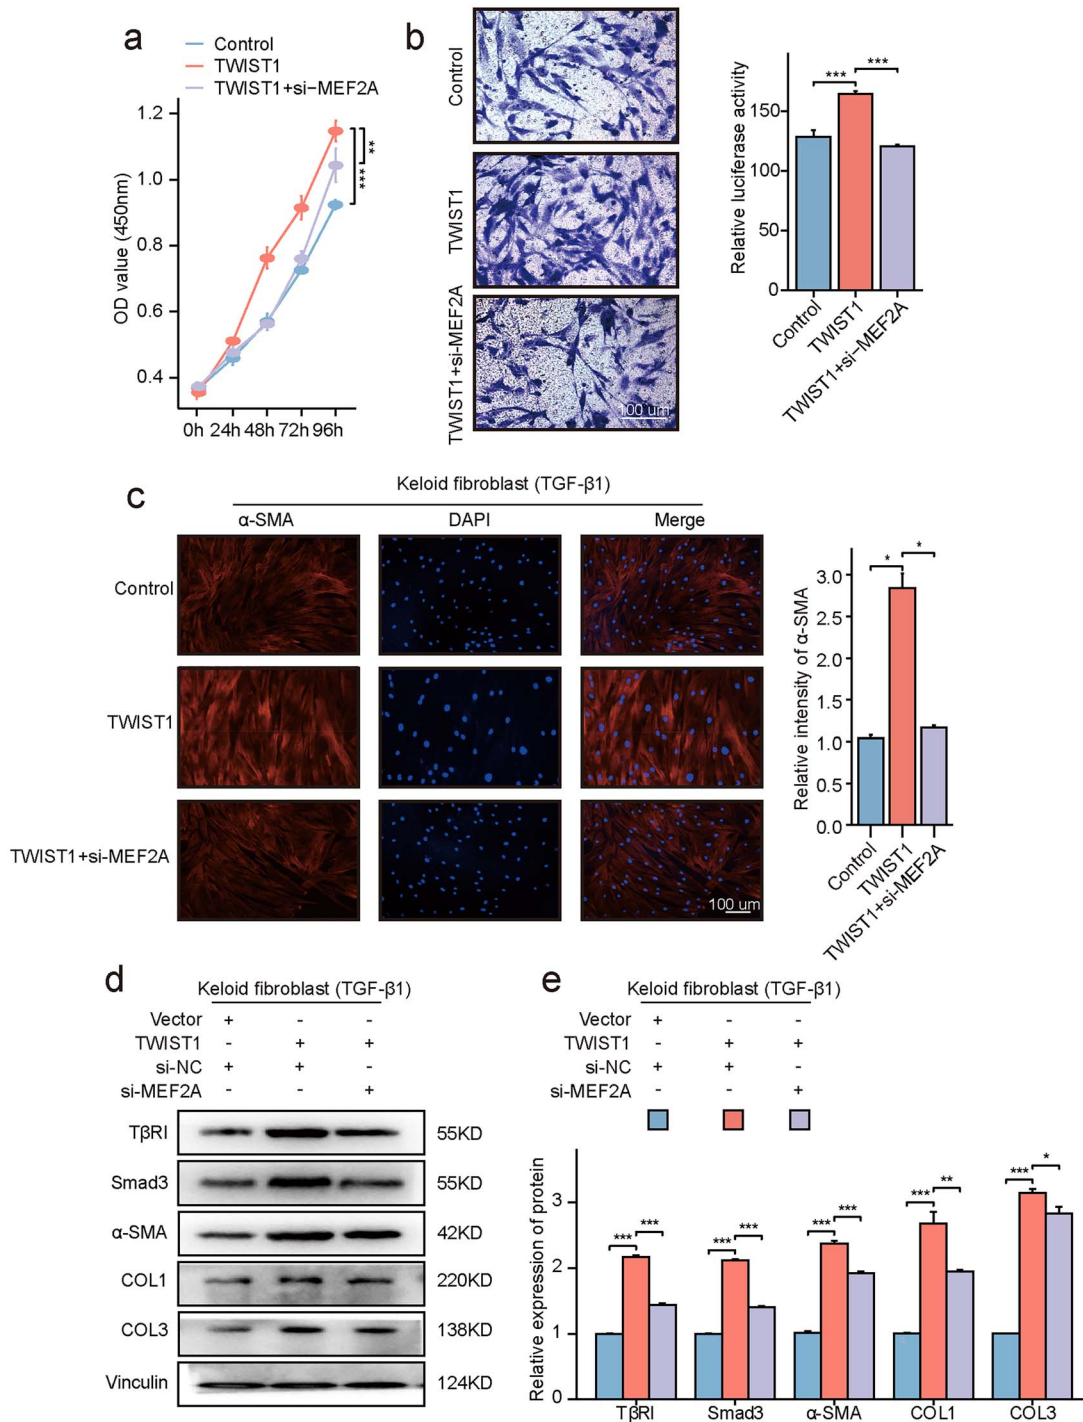 a
Control
TWIST1
TWIST1+si−MEF2A
OD value (450nm)
1.2
1.0
0.8
0.6
0.4
0h 24h 48h 72h 96h
**
***
b
Control
TWIST1
TWIST1+si-MEF2A
100 um
Relative luciferase activity
150
100
50
0
*** ***
Control
TWIST1
TWIST1+si−MEF2A
c
Keloid fibroblast (TGF-β1)
α-SMA DAPI Merge
Control
TWIST1
TWIST1+si-MEF2A
100 um
Relative intensity of α-SMA
3.0
2.5
2.0
1.5
1.0
0.5
0.0
* *
Control
TWIST1
TWIST1+si-MEF2A
d
Keloid fibroblast (TGF-β1)
Vector + - -
TWIST1 - + +
si-NC + + -
si-MEF2A - - +
TβRI 55KD
Smad3 55KD
α-SMA 42KD
COL1 220KD
COL3 138KD
Vinculin 124KD
e
Keloid fibroblast (TGF-β1)
Vector + - -
TWIST1 - + +
si-NC + + -
si-MEF2A - - +
Relative expression of protein
3
2
1
0
*** *** *** *** *** *** *** ** *** *
TβRI Smad3 α-SMA COL1 COL3